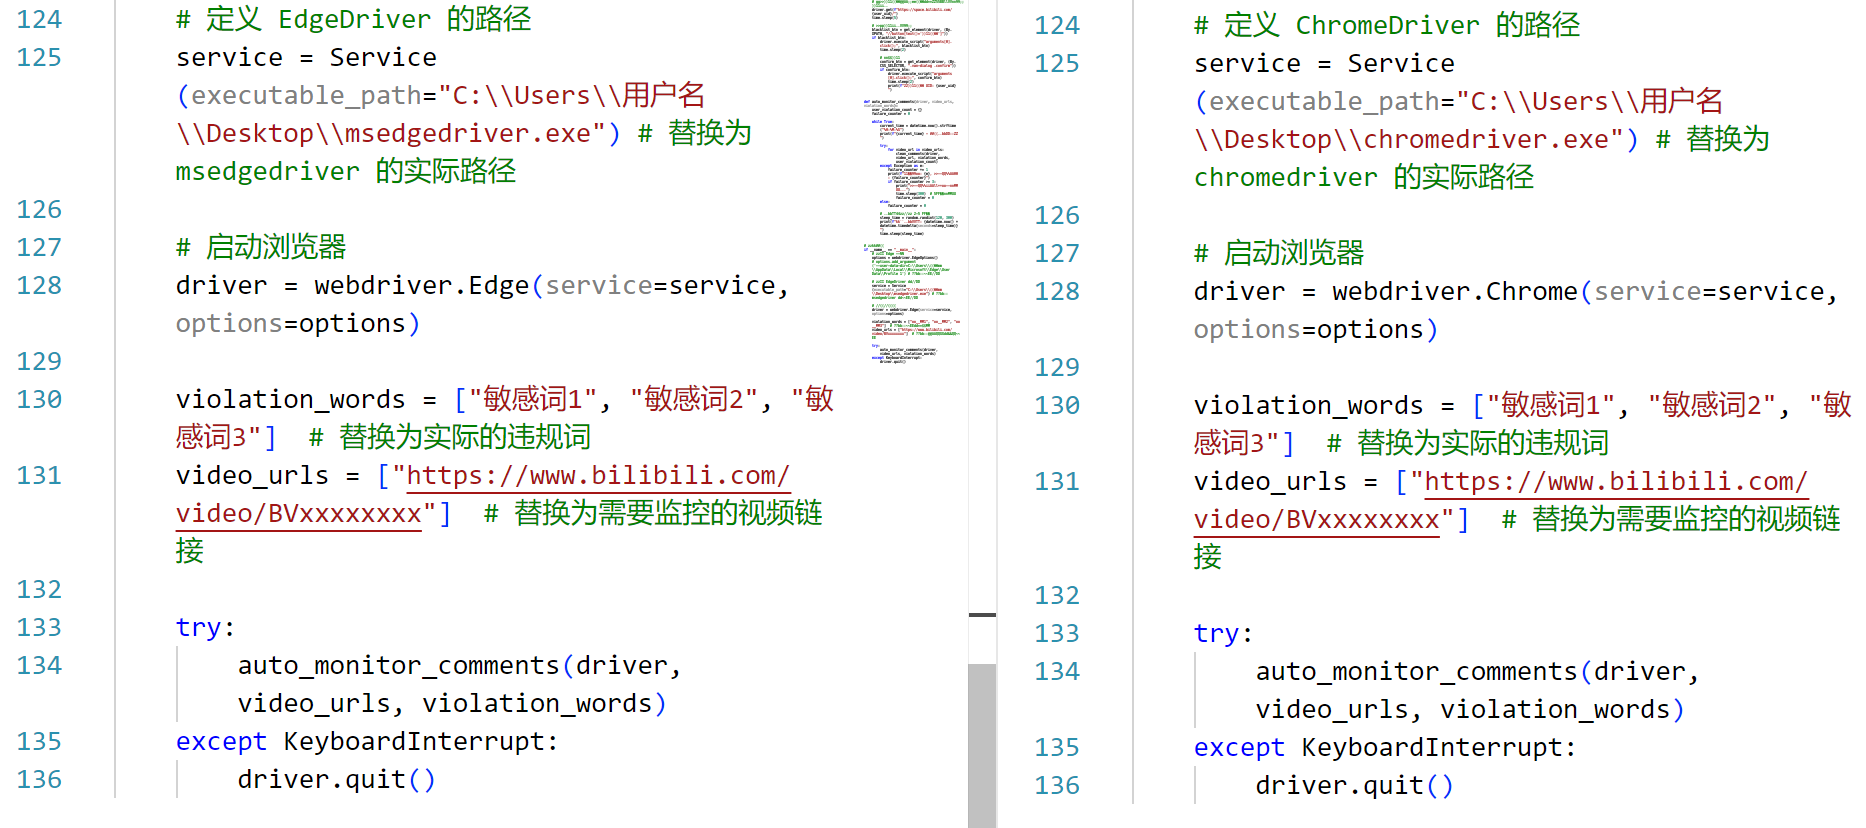 124 # 定义 EdgeDriver 的路径
125 service = Service
(executable_path="C:\\Users\\用户名
\\Desktop\\msedgedriver.exe") # 替换为
msedgedriver 的实际路径
126
127 # 启动浏览器
128 driver = webdriver.Edge(service=service,
options=options)
129
130 violation_words = ["敏感词1", "敏感词2", "敏
感词3"]  # 替换为实际的违规词
131 video_urls = ["https://www.bilibili.com/
video/BVxxxxxxxx"]  # 替换为需要监控的视频链
接
132
133 try:
134 auto_monitor_comments(driver,
video_urls, violation_words)
135 except KeyboardInterrupt:
136 driver.quit()
124 # 定义 ChromeDriver 的路径
125 service = Service
(executable_path="C:\\Users\\用户名
\\Desktop\\chromedriver.exe") # 替换为
chromedriver 的实际路径
126
127 # 启动浏览器
128 driver = webdriver.Chrome(service=service,
options=options)
129
130 violation_words = ["敏感词1", "敏感词2", "敏
感词3"]  # 替换为实际的违规词
131 video_urls = ["https://www.bilibili.com/
video/BVxxxxxxxx"]  # 替换为需要监控的视频链
接
132
133 try:
134 auto_monitor_comments(driver,
video_urls, violation_words)
135 except KeyboardInterrupt:
136 driver.quit()